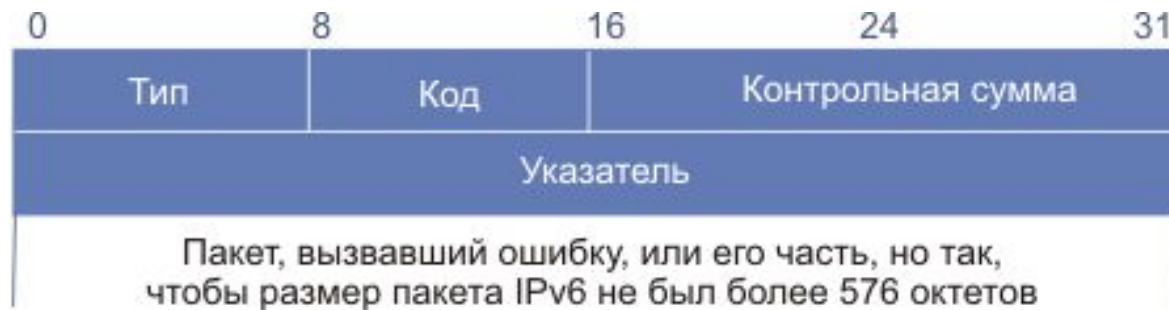 0 8 16 24 31
Тип Код Контрольная сумма
Указатель
Пакет, вызвавший ошибку, или его часть, но так,
чтобы размер пакета IPv6 не был более 576 октетов